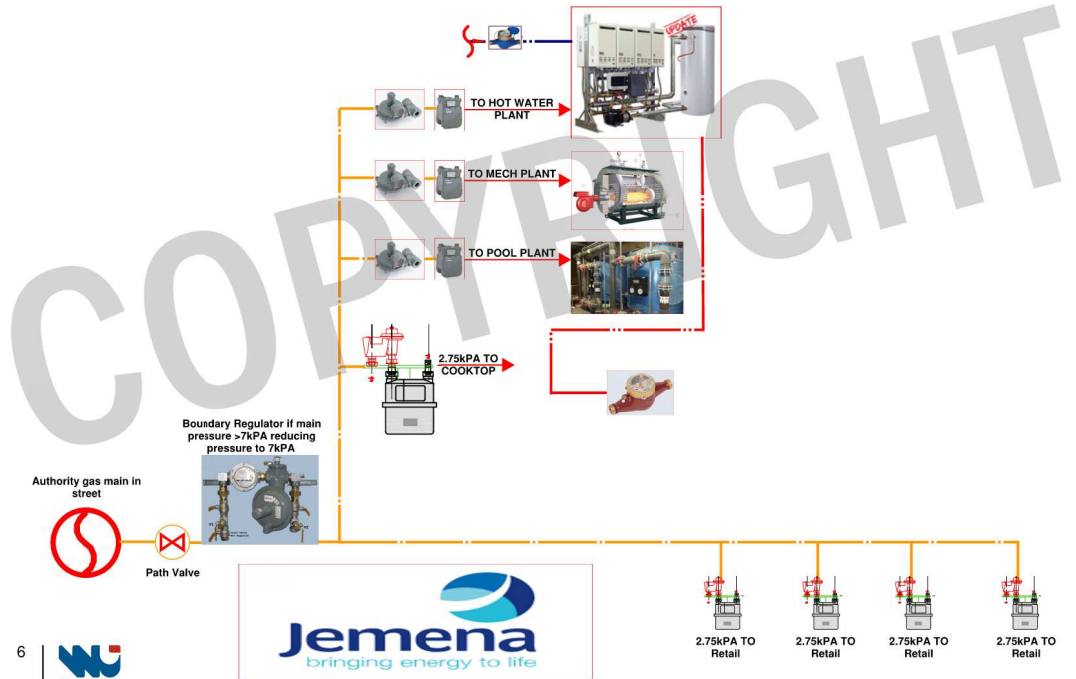 COPYRIGHT
UPDATE
TO HOT WATER
PLANT
TO MECH PLANT
TO POOL PLANT
2.75kPA TO
COOKTOP
Boundary Regulator if main
pressure >7kPA reducing
pressure to 7kPA
Authority gas main in
street
Path Valve
Jemena
bringing energy to life
2.75kPA TO
Retail
2.75kPA TO
Retail
2.75kPA TO
Retail
2.75kPA TO
Retail
6